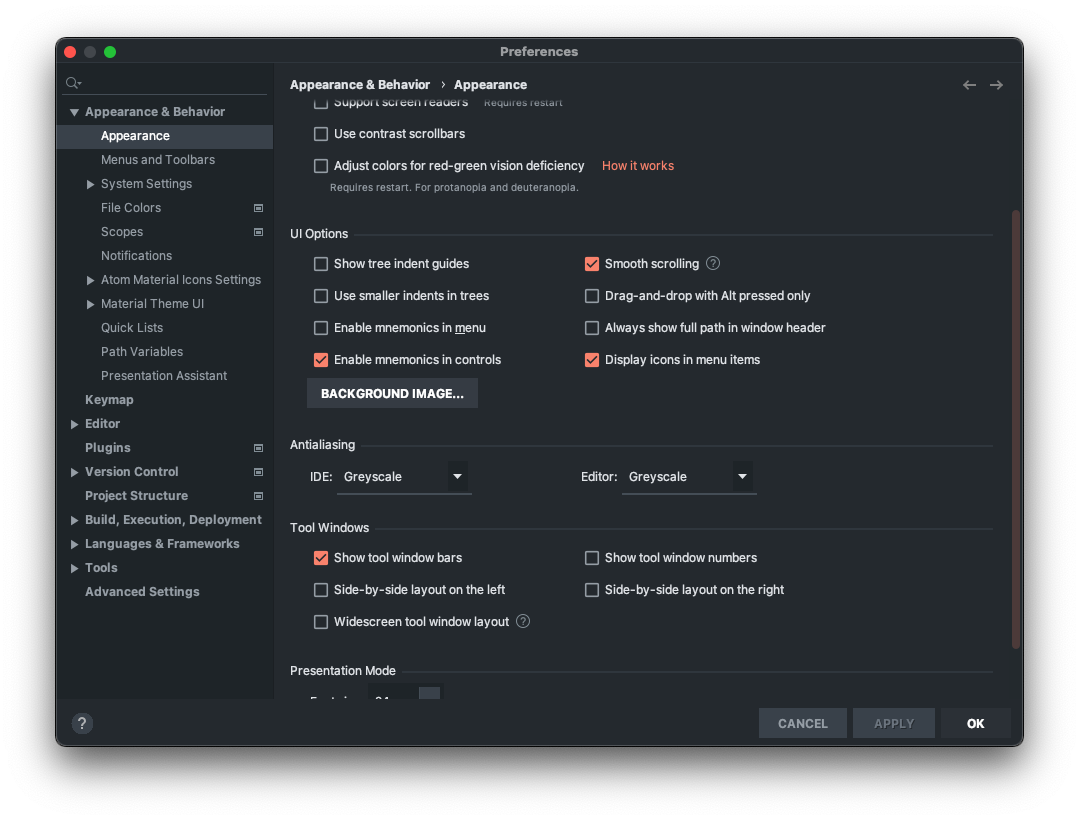 Preferences
Appearance & Behavior
Appearance
Menus and Toolbars
System Settings
File Colors
Scopes
Notifications
Atom Material Icons Settings
Material Theme UI
Quick Lists
Path Variables
Presentation Assistant
Keymap
Editor
Plugins
Version Control
Project Structure
Build, Execution, Deployment
Languages & Frameworks
Tools
Advanced Settings
Appearance & Behavior › Appearance
Support screen readers Requires restart
Use contrast scrollbars
Adjust colors for red-green vision deficiency How it works
Requires restart. For protanopia and deuteranopia.
UI Options
Show tree indent guides
Smooth scrolling ?
Use smaller indents in trees
Drag-and-drop with Alt pressed only
Enable mnemonics in menu
Always show full path in window header
Enable mnemonics in controls
Display icons in menu items
BACKGROUND IMAGE...
Antialiasing
IDE: Greyscale
Editor: Greyscale
Tool Windows
Show tool window bars
Show tool window numbers
Side-by-side layout on the left
Side-by-side layout on the right
Widescreen tool window layout ?
Presentation Mode
?
CANCEL
APPLY
OK